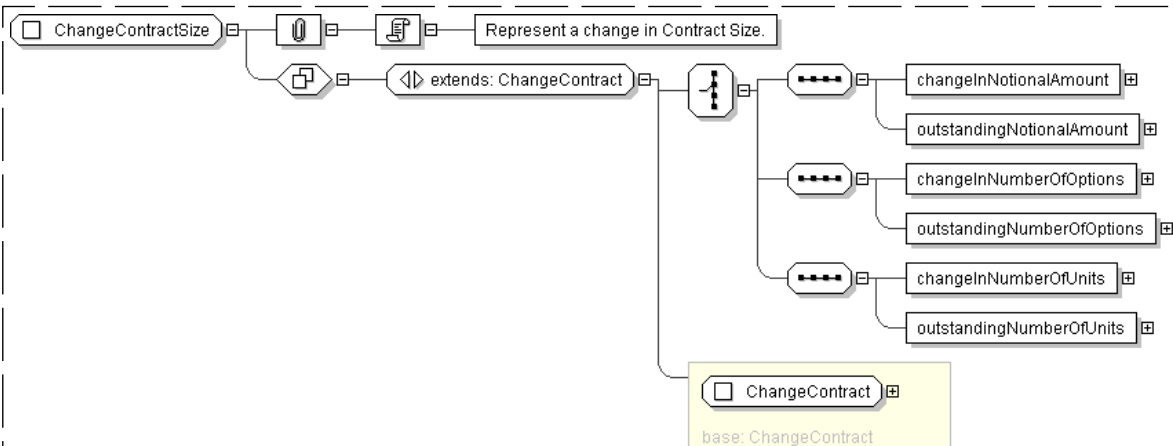 ChangeContractSize
Represent a change in Contract Size.
extends: ChangeContract
changeInNotionalAmount
outstandingNotionalAmount
changeInNumberOfOptions
outstandingNumberOfOptions
changeInNumberOfUnits
outstandingNumberOfUnits
ChangeContract
base: ChangeContract